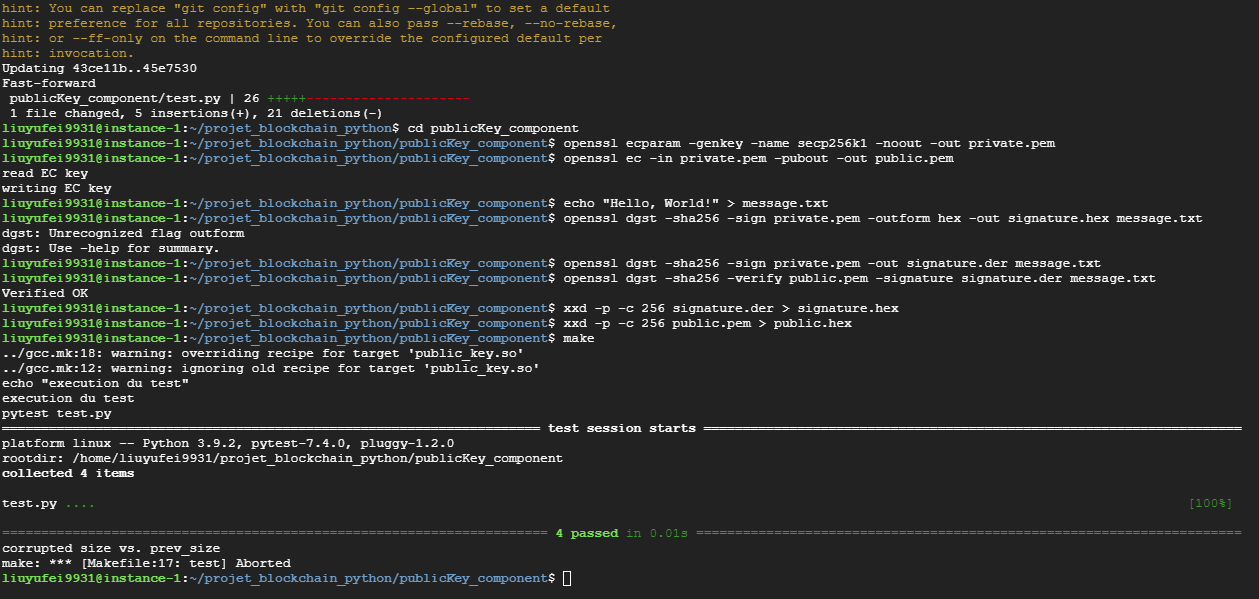 hint: You can replace "git config" with "git config --global" to set a default
hint: preference for all repositories. You can also pass --rebase, --no-rebase,
hint: or --ff-only on the command line to override the configured default per
hint: invocation.
Updating 43ce11b..45e7530
Fast-forward
 publicKey_component/test.py | 26 +++++---------------------
 1 file changed, 5 insertions(+), 21 deletions(-)
liuyufei9931@instance-1:~/projet_blockchain_python$ cd publicKey_component
liuyufei9931@instance-1:~/projet_blockchain_python/publicKey_component$ openssl ecparam -genkey -name secp256k1 -noout -out private.pem
liuyufei9931@instance-1:~/projet_blockchain_python/publicKey_component$ openssl ec -in private.pem -pubout -out public.pem
read EC key
writing EC key
liuyufei9931@instance-1:~/projet_blockchain_python/publicKey_component$ echo "Hello, World!" > message.txt
liuyufei9931@instance-1:~/projet_blockchain_python/publicKey_component$ openssl dgst -sha256 -sign private.pem -outform hex -out signature.hex message.txt
dgst: Unrecognized flag outform
dgst: Use -help for summary.
liuyufei9931@instance-1:~/projet_blockchain_python/publicKey_component$ openssl dgst -sha256 -sign private.pem -out signature.der message.txt
liuyufei9931@instance-1:~/projet_blockchain_python/publicKey_component$ openssl dgst -sha256 -verify public.pem -signature signature.der message.txt
Verified OK
liuyufei9931@instance-1:~/projet_blockchain_python/publicKey_component$ xxd -p -c 256 signature.der > signature.hex
liuyufei9931@instance-1:~/projet_blockchain_python/publicKey_component$ xxd -p -c 256 public.pem > public.hex
liuyufei9931@instance-1:~/projet_blockchain_python/publicKey_component$ make
../gcc.mk:18: warning: overriding recipe for target 'public_key.so'
../gcc.mk:12: warning: ignoring old recipe for target 'public_key.so'
echo "execution du test"
execution du test
pytest test.py
===== test session starts =====
platform linux -- Python 3.9.2, pytest-7.4.0, pluggy-1.2.0
rootdir: /home/liuyufei9931/projet_blockchain_python/publicKey_component
collected 4 items
test.py .... [100%]
===== 4 passed in 0.01s =====
corrupted size vs. prev_size
make: *** [Makefile:17: test] Aborted
liuyufei9931@instance-1:~/projet_blockchain_python/publicKey_component$